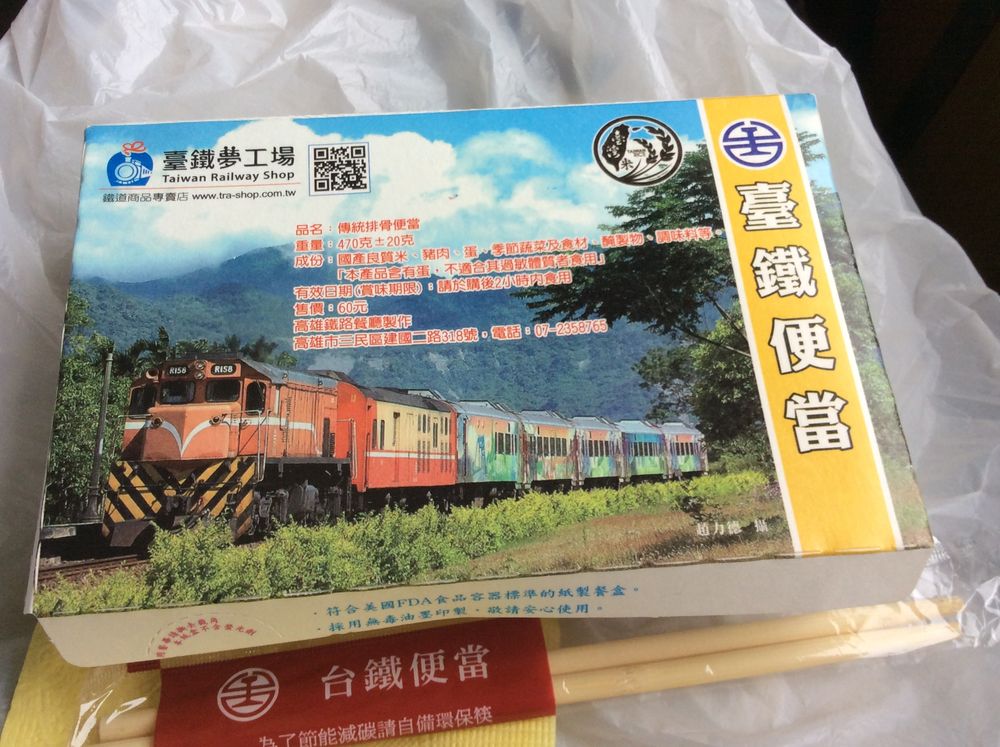 臺鐵夢工場
Taiwan Railway Shop
鐵道商品專賣店 www.tra-shop.com.tw
臺鐵便當
品名：傳統排骨便當
重量：470克±20克
成份：國產良質米、豬肉、蛋、季節蔬菜及食材、醃製物、調味料等。
「本產品含有蛋，不適合其過敏體質者食用」
有效日期(賞味期限)：請於購後2小時內食用
售價：60元
高雄鐵路餐廳製作
高雄市三民區建國二路318號，電話：07-2358765
R158
R158
趙力德 攝
·符合美國FDA食品容器標準的紙製餐盒。
·採用無毒油墨印製，敬請安心使用。
台鐵便當
為了節能減碳請自備環保筷